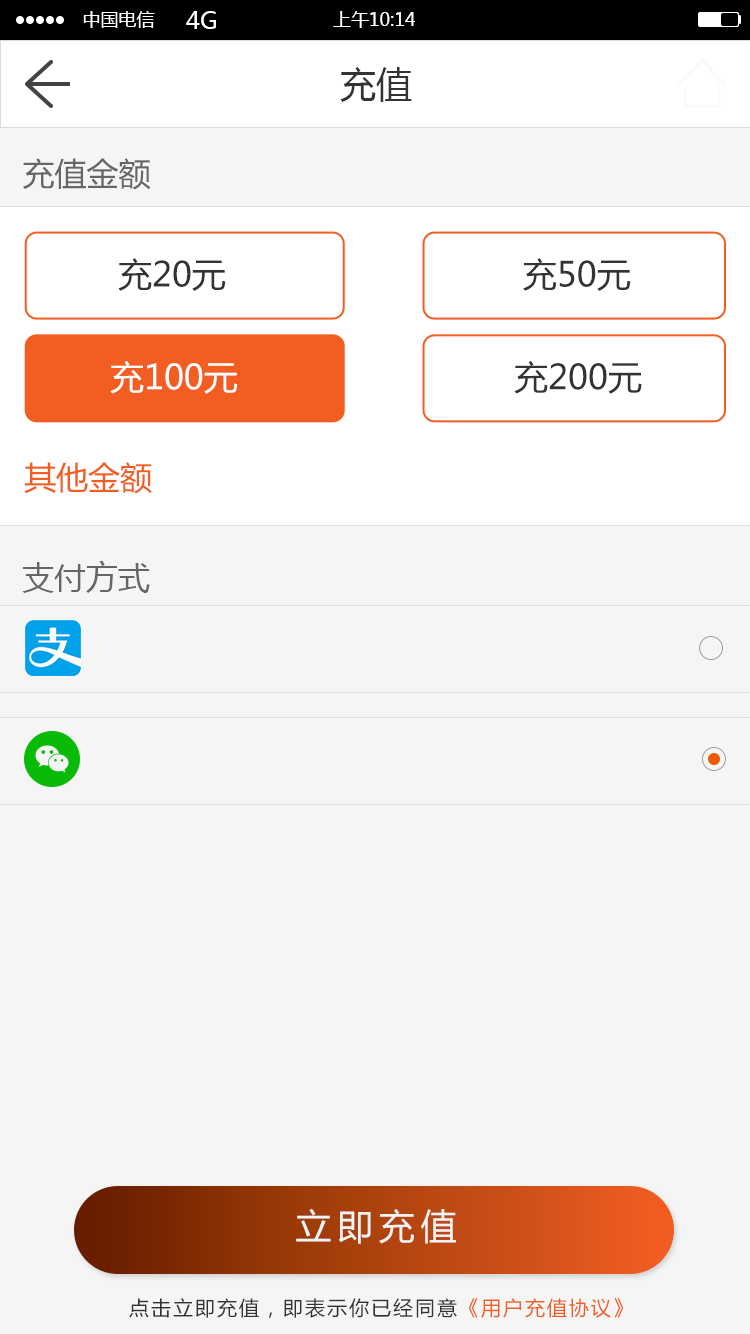 中国电信 4G 上午10:14
充值
充值金额
充20元 充50元
充100元 充200元
其他金额
支付方式
支
立即充值
点击立即充值，即表示你已经同意《用户充值协议》